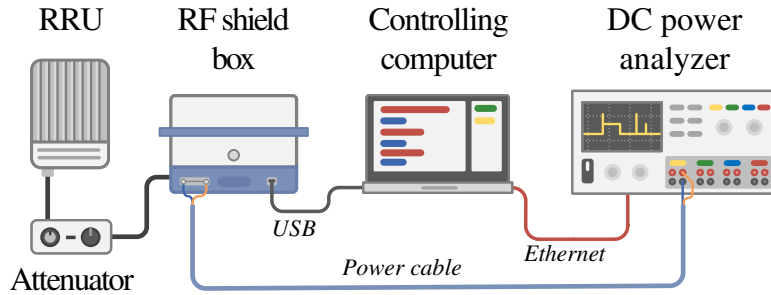 RRU
RF shield
box
Controlling
computer
DC power
analyzer
USB
Ethernet
Power cable
Attenuator